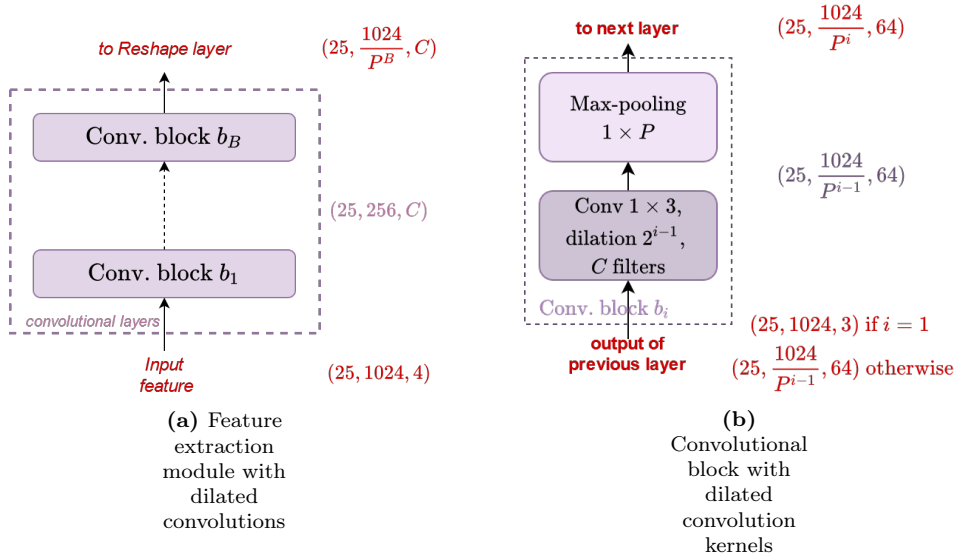 to Reshape layer
(25, 1024/P^B, C)
Conv. block b_B
(25, 256, C)
Conv. block b_1
convolutional layers
Input
feature
(25, 1024, 4)
(a) Feature
extraction
module with
dilated
convolutions
to next layer
(25, 1024/P^i, 64)
Max-pooling
1 × P
(25, 1024/P^{i−1}, 64)
Conv 1 × 3,
dilation 2^{i−1},
C filters
Conv. block b_i
output of
previous layer
(25, 1024, 3) if i = 1
(25, 1024/P^{i−1}, 64) otherwise
(b)
Convolutional
block with
dilated
convolution
kernels